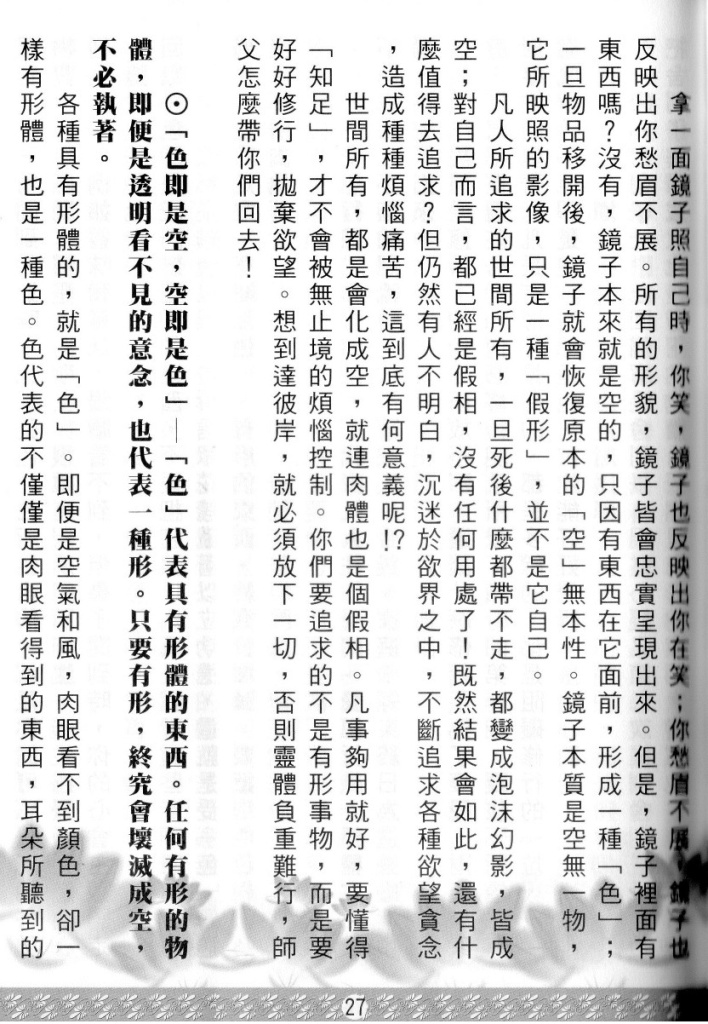 拿一面鏡子照自己時，你笑，鏡子也反映出你在笑；你愁眉不展，鏡子也
反映出你愁眉不展。所有的形貌，鏡子皆會忠實呈現出來。但是，鏡子裡面有
東西嗎？沒有，鏡子本來就是空的，只因有東西在它面前，形成一種「色」；
一旦物品移開後，鏡子就會恢復原本的「空」無本性。鏡子本質是空無一物，
它所映照的影像，只是一種「假形」，並不是它自己。
凡人所追求的世間所有，一旦死後什麼都帶不走，都變成泡沫幻影，皆成
空；對自己而言，都已經是假相，沒有任何用處了！既然結果會如此，還有什
麼值得去追求？但仍然有人不明白，沉迷於欲界之中，不斷追求各種欲望貪念
，造成種種煩惱痛苦，這到底有何意義呢！？
世間所有，都是會化成空，就連肉體也是個假相。凡事夠用就好，要懂得
「知足」，才不會被無止境的煩惱控制。你們要追求的不是有形事物，而是要
好好修行，拋棄欲望。想到達彼岸，就必須放下一切，否則靈體負重難行，師
父怎麼帶你們回去！
⊙「色即是空，空即是色」—「色」代表具有形體的東西。任何有形的物
體，即便是透明看不見的意念，也代表一種形。只要有形，終究會壞滅成空，
不必執著。
各種具有形體的，就是「色」。即便是空氣和風，肉眼看不到顏色，卻一
樣有形體，也是一種色。色代表的不僅僅是肉眼看得到的東西，耳朵所聽到的
27